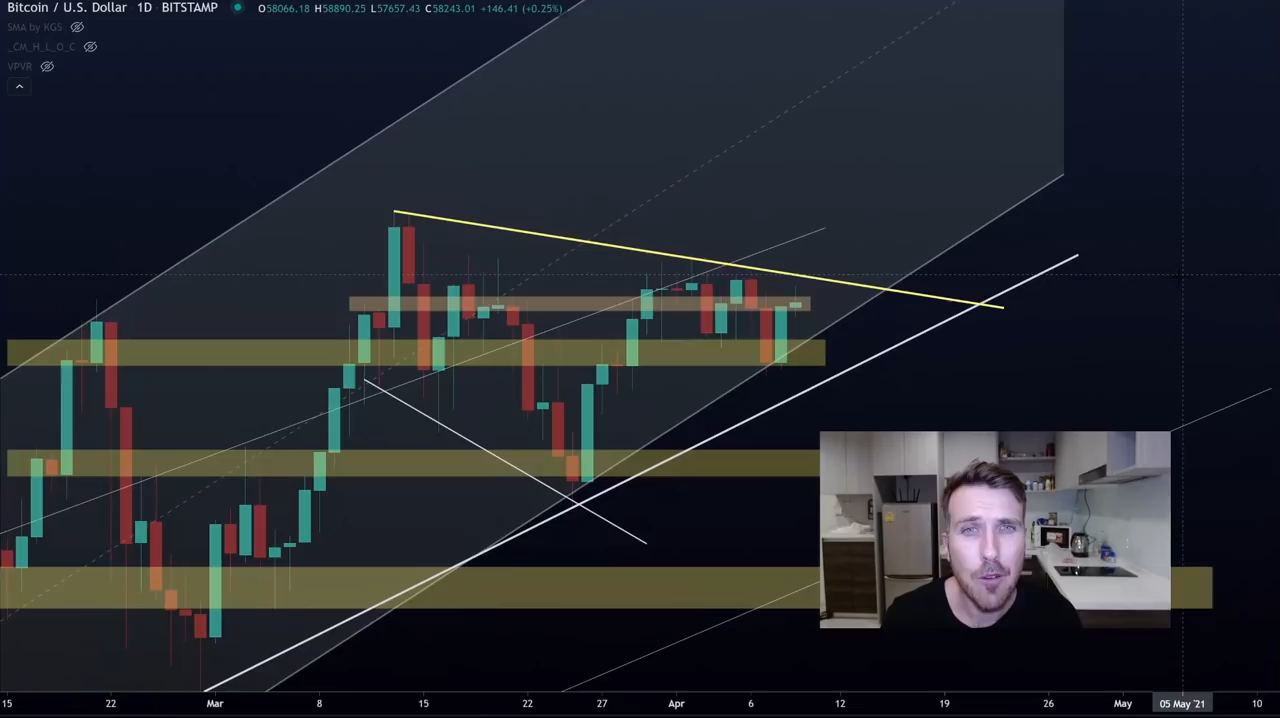 Bitcoin / U.S. Dollar 1D BITSTAMP O58066.18 H58890.25 L57657.43 C58243.01 +146.41 (+0.25%)
SMA by KGS
_CM_H_L_O_C
VPVR
15 22 Mar 8 15 22 27 Apr 6 12 19 26 May 05 May '21 10